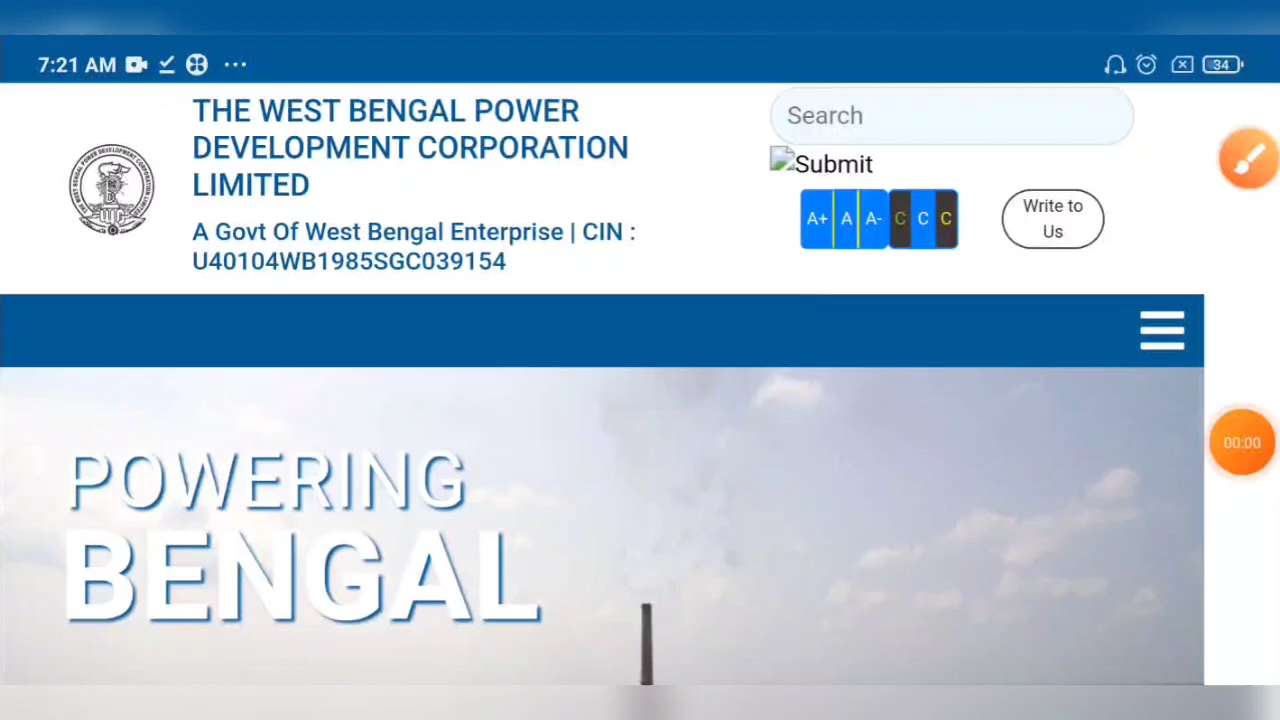 7:21 AM
34
THE WEST BENGAL POWER
DEVELOPMENT CORPORATION
LIMITED
A Govt Of West Bengal Enterprise | CIN :
U40104WB1985SGC039154
Search
Submit
A+ A A- C C C
Write to
Us
00:00
POWERING
BENGAL